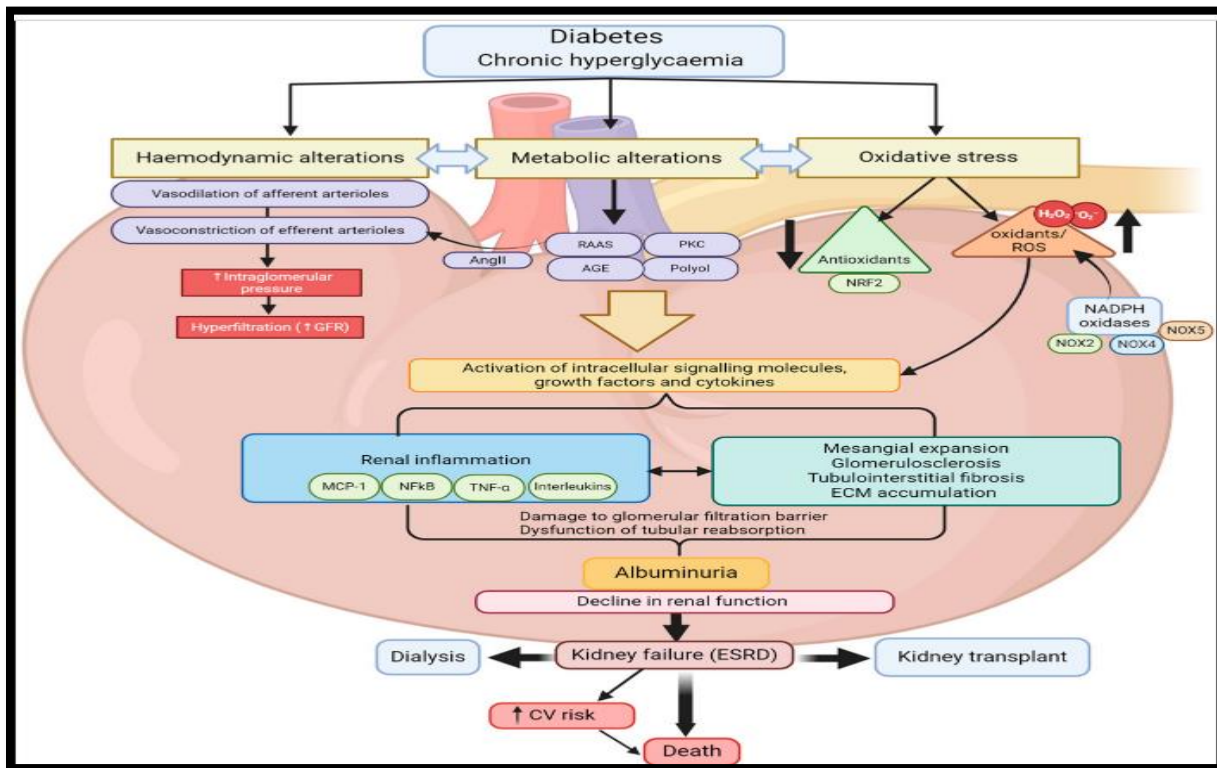 Diabetes
Chronic hyperglycaemia
Haemodynamic alterations
Metabolic alterations
Oxidative stress
Vasodilation of afferent arterioles
Vasoconstriction of efferent arterioles
↑ Intraglomerular
pressure
Hyperfiltration (↑ GFR)
AngII
RAAS
PKC
AGE
Polyol
Antioxidants
NRF2
H₂O₂
·O₂⁻
oxidants/
ROS
NADPH
oxidases
NOX2
NOX4
NOX5
Activation of intracellular signalling molecules,
growth factors and cytokines
Renal inflammation
MCP-1
NFkB
TNF-α
Interleukins
Mesangial expansion
Glomerulosclerosis
Tubulointerstitial fibrosis
ECM accumulation
Damage to glomerular filtration barrier
Dysfunction of tubular reabsorption
Albuminuria
Decline in renal function
Dialysis
Kidney failure (ESRD)
Kidney transplant
↑ CV risk
Death